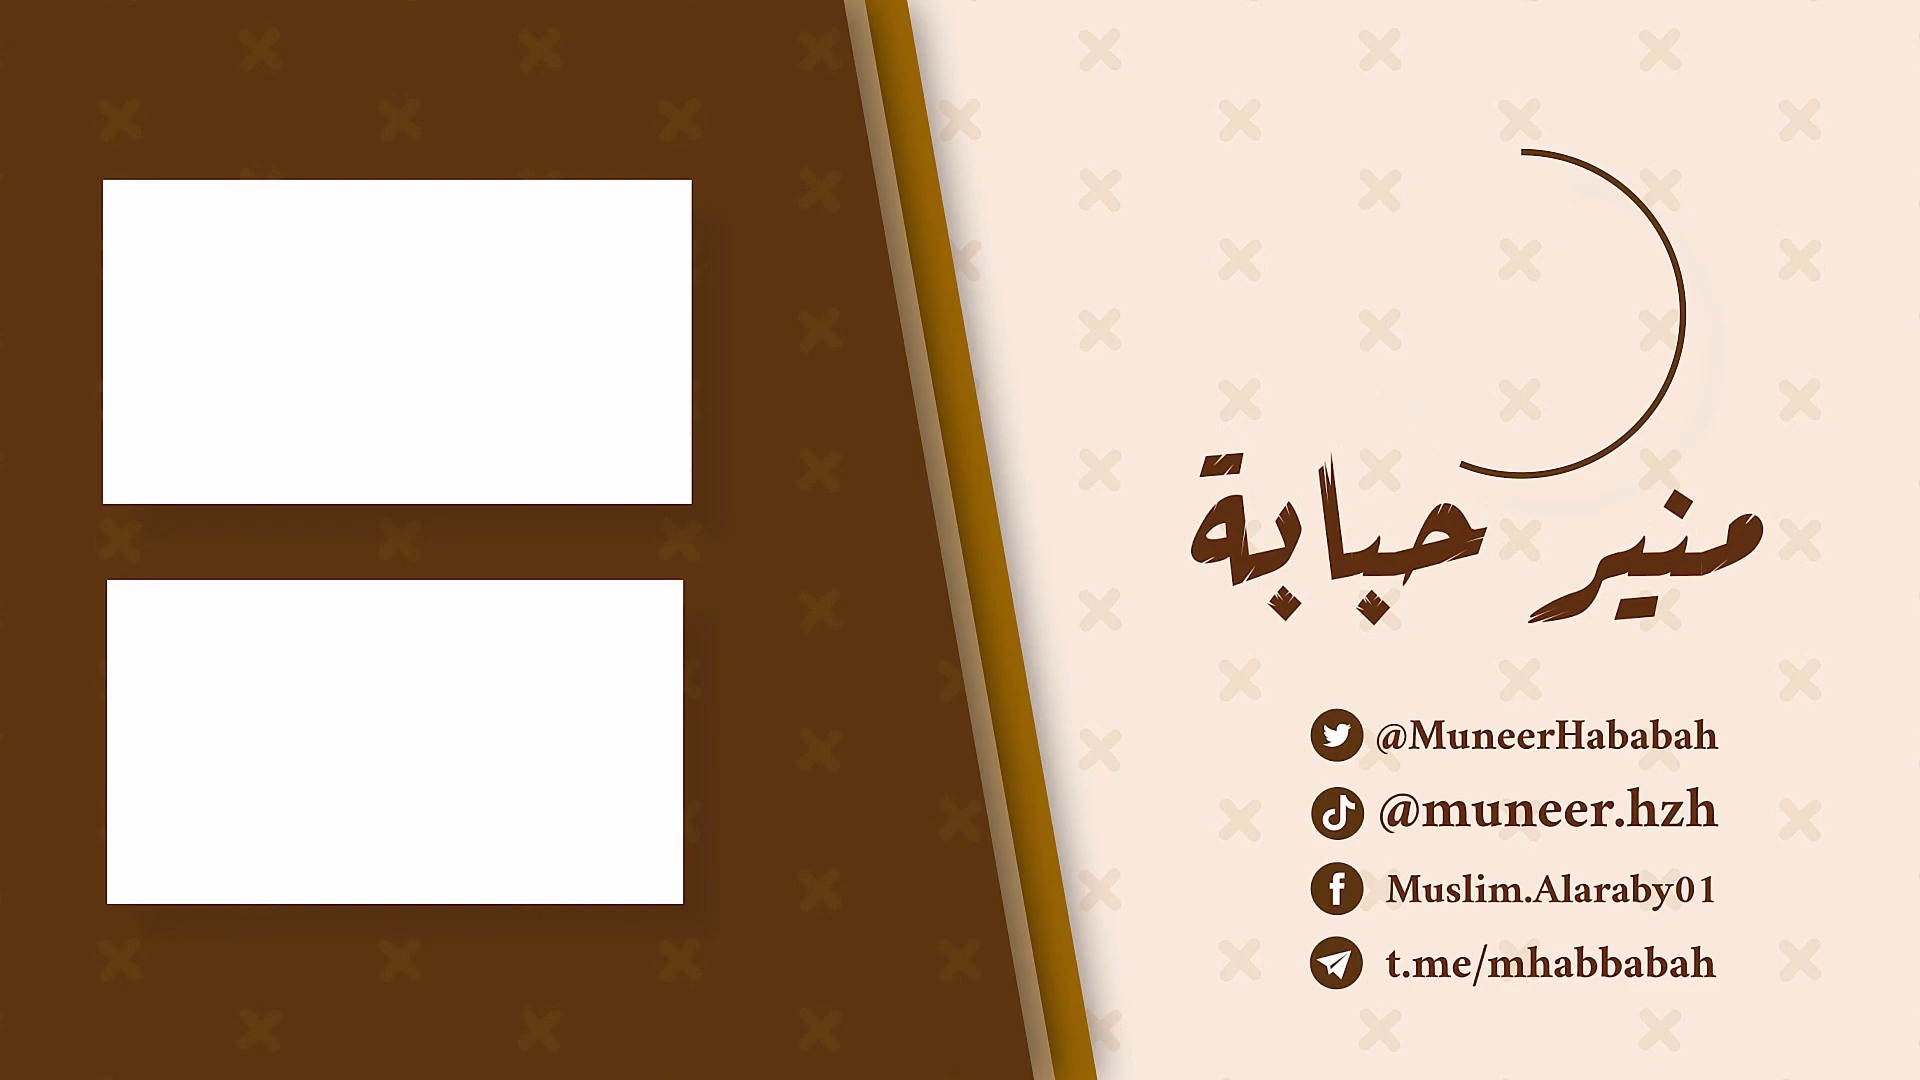 منير حبابة
@MuneerHababah
@muneer.hzh
Muslim.Alaraby01
t.me/mhabbabah